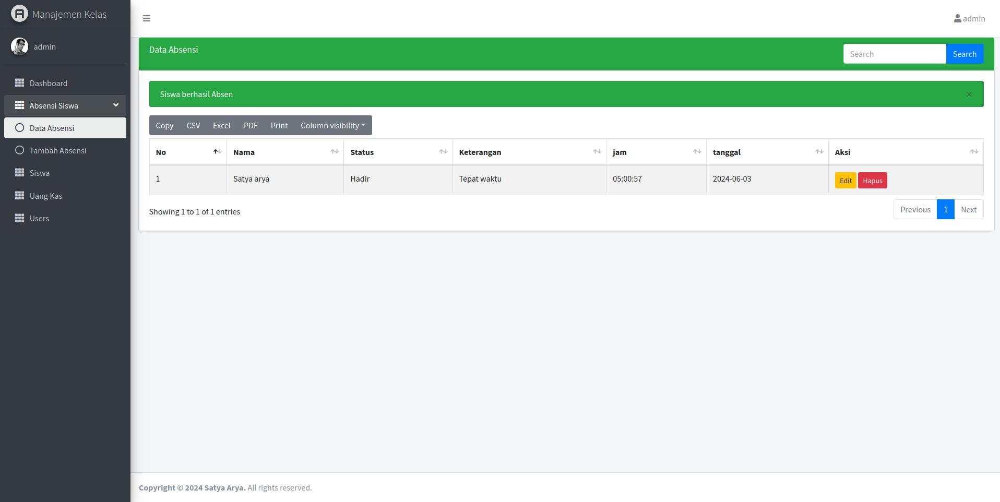 Manajemen Kelas
admin
admin
Dashboard
Absensi Siswa
Data Absensi
Tambah Absensi
Siswa
Uang Kas
Users
Data Absensi
Search Search
Siswa berhasil Absen ×
Copy CSV Excel PDF Print Column visibility
No Nama Status Keterangan jam tanggal Aksi
1 Satya arya Hadir Tepat waktu 05:00:57 2024-06-03 Edit Hapus
Showing 1 to 1 of 1 entries
Previous 1 Next
Copyright © 2024 Satya Arya. All rights reserved.